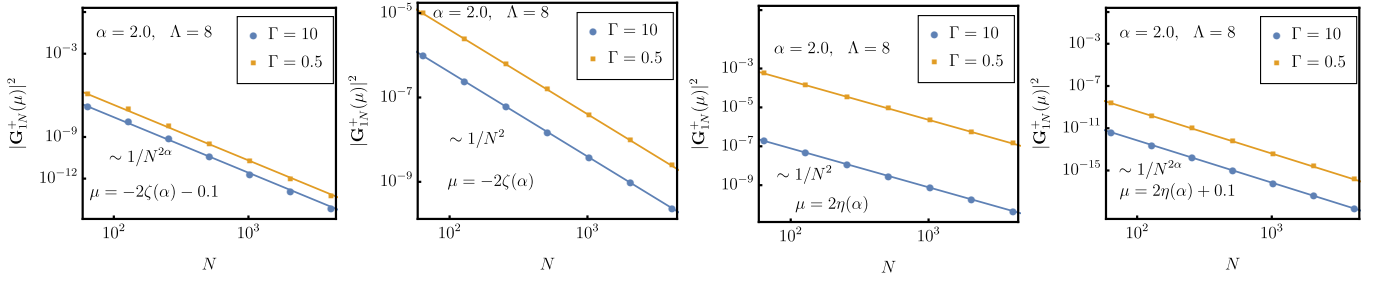 |G⁺₁N(μ)|²
10⁻³
10⁻⁹
10⁻¹²
α = 2.0, Λ = 8
Γ = 10
Γ = 0.5
∼ 1/N²ᵅ
μ = −2ζ(α) − 0.1
10²
10³
N
|G⁺₁N(μ)|²
10⁻⁵
10⁻⁷
10⁻⁹
α = 2.0, Λ = 8
Γ = 10
Γ = 0.5
∼ 1/N²
μ = −2ζ(α)
10²
10³
N
|G⁺₁N(μ)|²
10⁻³
10⁻⁵
10⁻⁷
10⁻⁹
α = 2.0, Λ = 8
Γ = 10
Γ = 0.5
∼ 1/N²
μ = 2η(α)
10²
10³
N
|G⁺₁N(μ)|²
10⁻³
10⁻⁷
10⁻¹¹
10⁻¹⁵
α = 2.0, Λ = 8
Γ = 10
Γ = 0.5
∼ 1/N²ᵅ
μ = 2η(α) + 0.1
10²
10³
N